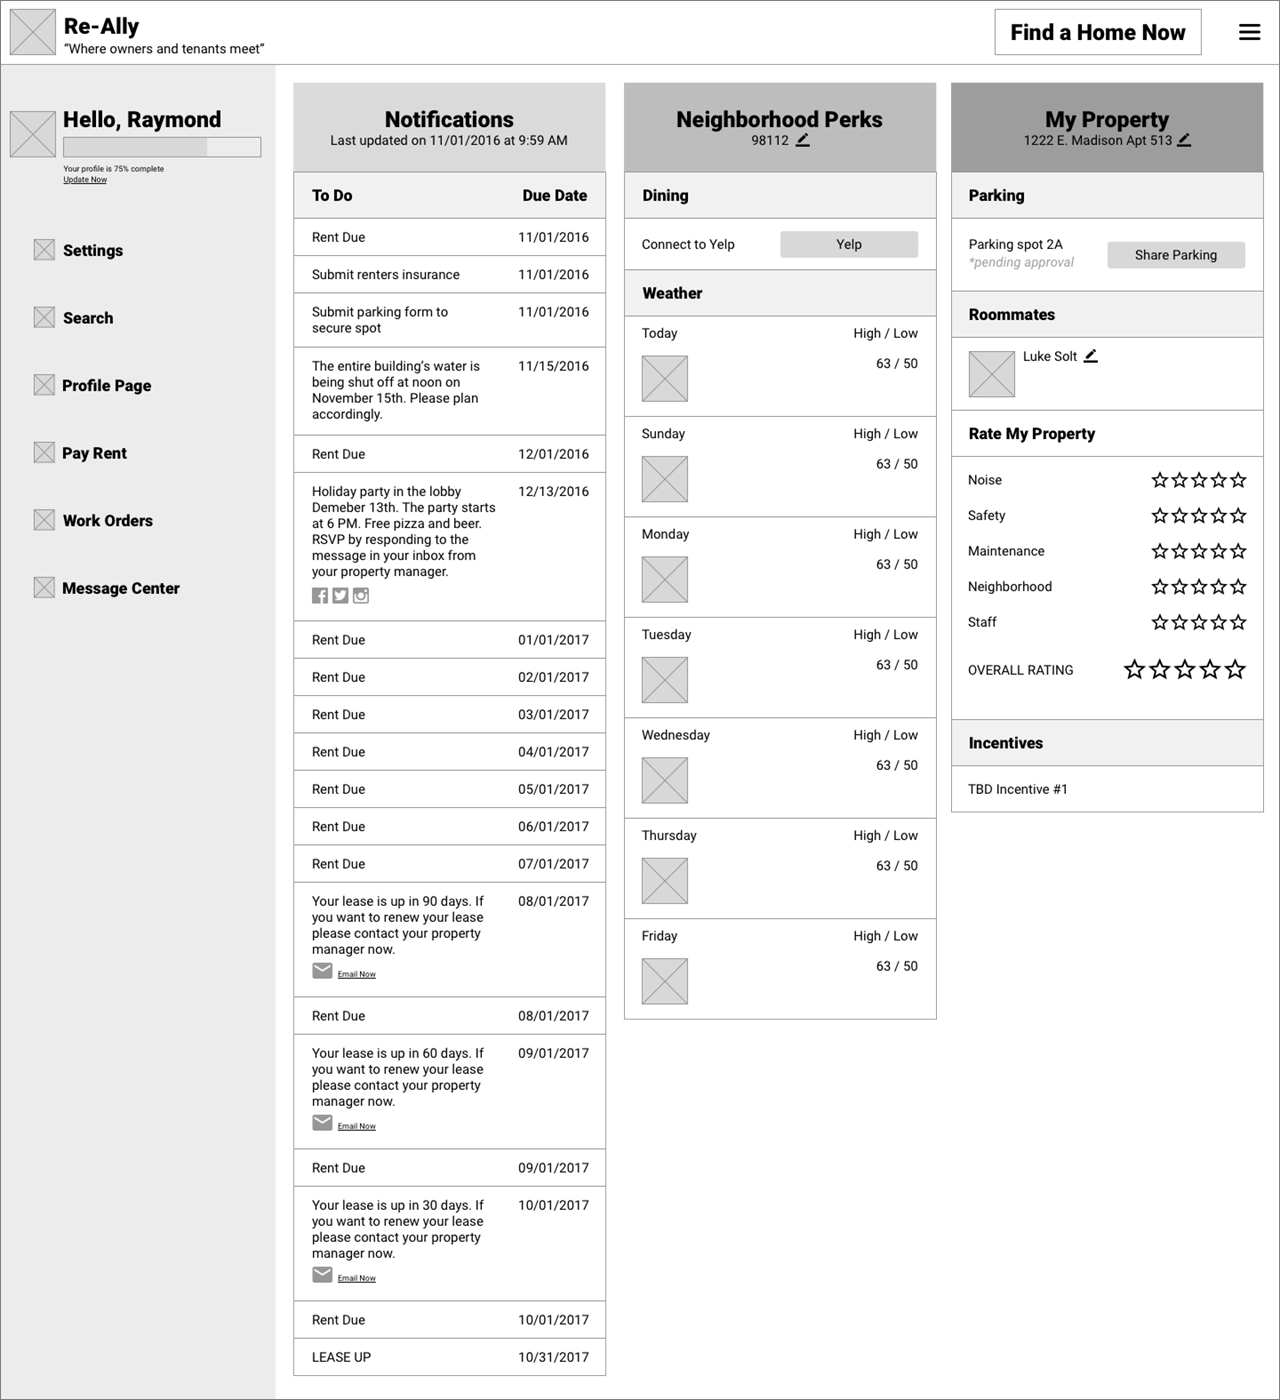 Re-Ally
“Where owners and tenants meet”
Find a Home Now
Hello, Raymond
Your profile is 75% complete
Update Now
Settings
Search
Profile Page
Pay Rent
Work Orders
Message Center
Notifications
Last updated on 11/01/2016 at 9:59 AM
To Do Due Date
Rent Due 11/01/2016
Submit renters insurance 11/01/2016
Submit parking form to 11/01/2016
secure spot
The entire building’s water is 11/15/2016
being shut off at noon on
November 15th. Please plan
accordingly.
Rent Due 12/01/2016
Holiday party in the lobby 12/13/2016
Demeber 13th. The party starts
at 6 PM. Free pizza and beer.
RSVP by responding to the
message in your inbox from
your property manager.
Rent Due 01/01/2017
Rent Due 02/01/2017
Rent Due 03/01/2017
Rent Due 04/01/2017
Rent Due 05/01/2017
Rent Due 06/01/2017
Rent Due 07/01/2017
Your lease is up in 90 days. If 08/01/2017
you want to renew your lease
please contact your property
manager now.
Email Now
Rent Due 08/01/2017
Your lease is up in 60 days. If 09/01/2017
you want to renew your lease
please contact your property
manager now.
Email Now
Rent Due 09/01/2017
Your lease is up in 30 days. If 10/01/2017
you want to renew your lease
please contact your property
manager now.
Email Now
Rent Due 10/01/2017
LEASE UP 10/31/2017
Neighborhood Perks
98112
Dining
Connect to Yelp Yelp
Weather
Today High / Low
63 / 50
Sunday High / Low
63 / 50
Monday High / Low
63 / 50
Tuesday High / Low
63 / 50
Wednesday High / Low
63 / 50
Thursday High / Low
63 / 50
Friday High / Low
63 / 50
My Property
1222 E. Madison Apt 513
Parking
Parking spot 2A
*pending approval
Share Parking
Roommates
Luke Solt
Rate My Property
Noise
Safety
Maintenance
Neighborhood
Staff
OVERALL RATING
Incentives
TBD Incentive #1